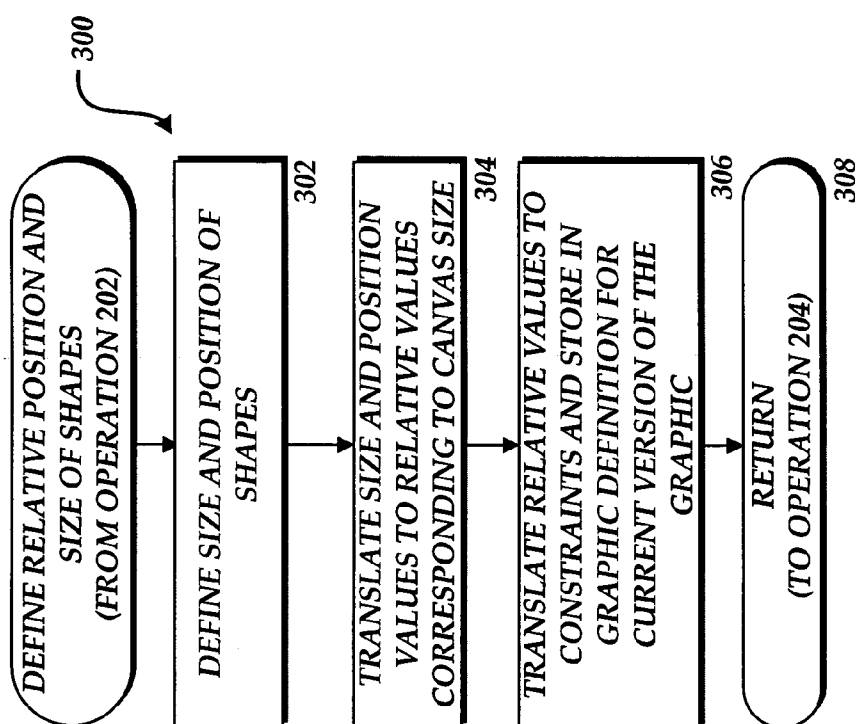 300
DEFINE RELATIVE POSITION AND
SIZE OF SHAPES
(FROM OPERATION 202)
DEFINE SIZE AND POSITION OF
SHAPES
302
TRANSLATE SIZE AND POSITION
VALUES TO RELATIVE VALUES
CORRESPONDING TO CANVAS SIZE
304
TRANSLATE RELATIVE VALUES TO
CONSTRAINTS AND STORE IN
GRAPHIC DEFINITION FOR
CURRENT VERSION OF THE
GRAPHIC
306
RETURN
(TO OPERATION 204)
308